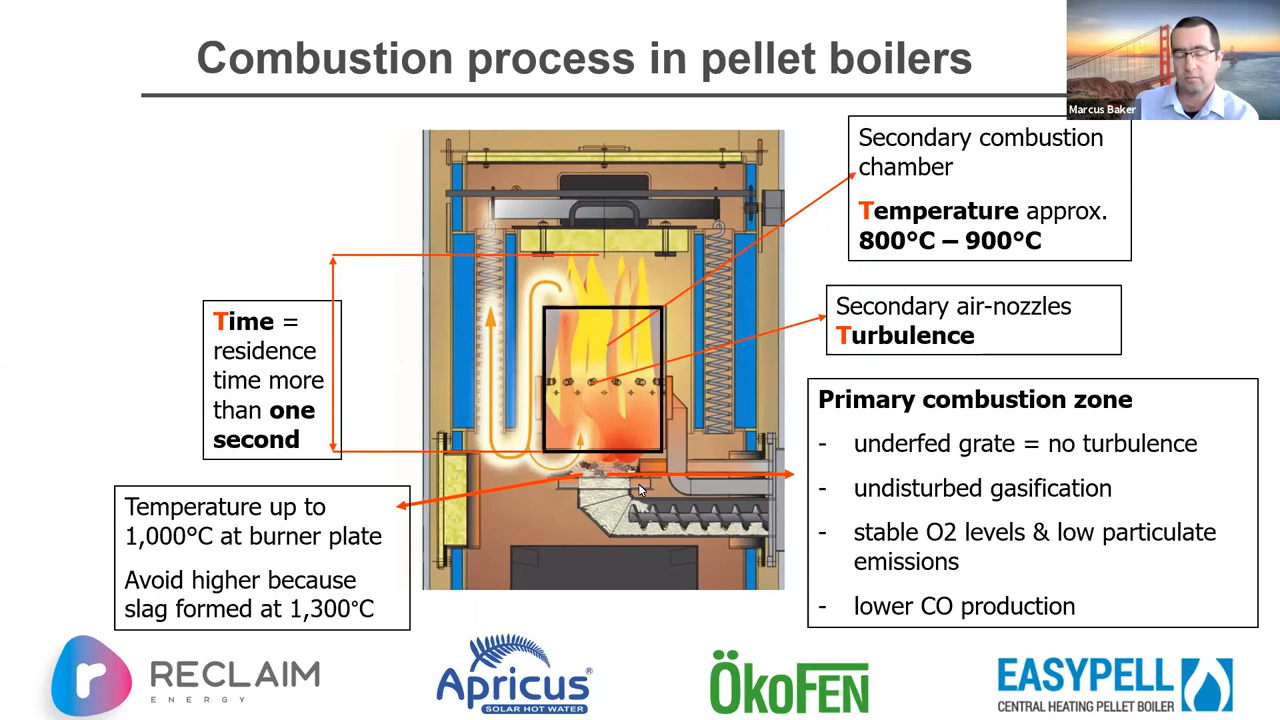 Combustion process in pellet boilers
Marcus Baker
Secondary combustion
chamber
Temperature approx.
800°C – 900°C
Secondary air-nozzles
Turbulence
Time =
residence
time more
than one
second
Primary combustion zone
- underfed grate = no turbulence
- undisturbed gasification
- stable O2 levels & low particulate
emissions
- lower CO production
Temperature up to
1,000°C at burner plate
Avoid higher because
slag formed at 1,300°C
r RECLAIM
ENERGY
Apricus®
SOLAR HOT WATER
ÖkoFEN
EASYPELL
CENTRAL HEATING PELLET BOILER